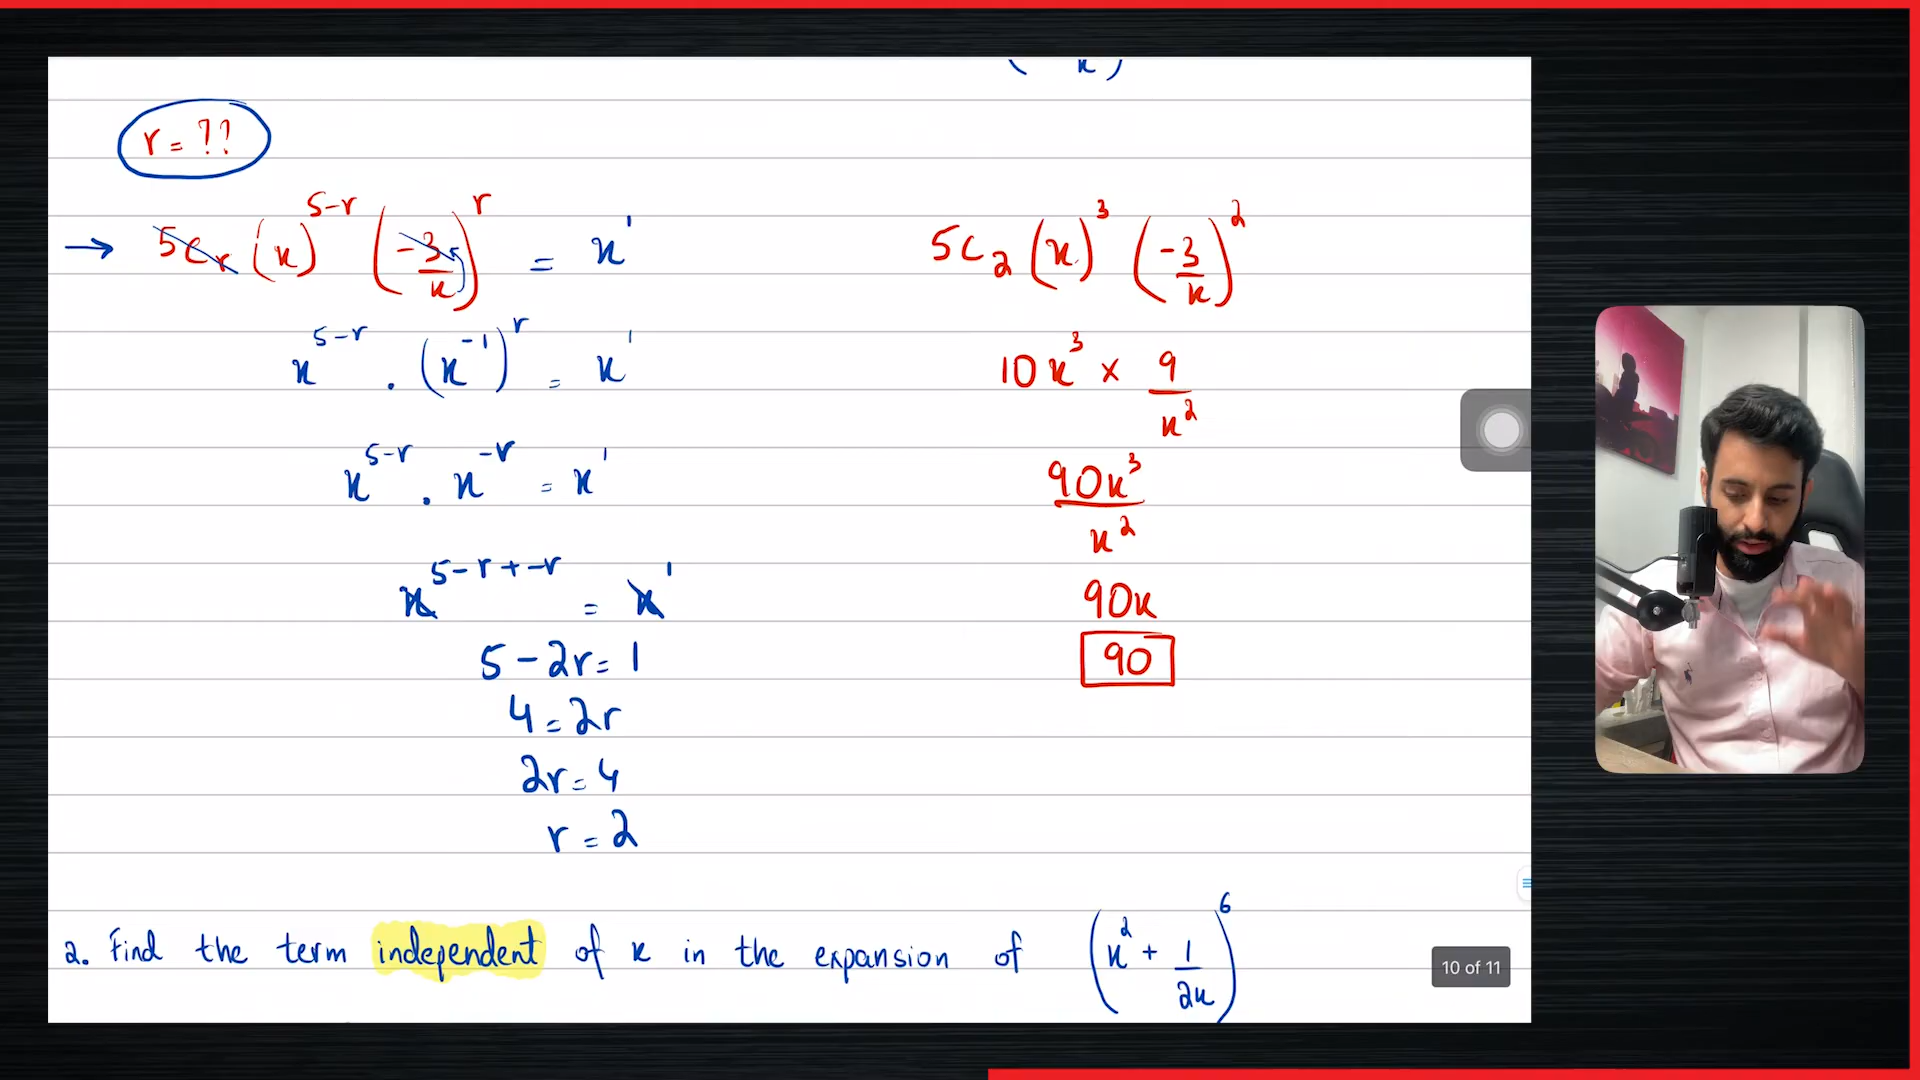 ( x )
r = ??
→ 5Cr (x)^5-r (-3/x)^r = x^1
x^5-r . (x^-1)^r = x^1
x^5-r . x^-r = x^1
x^5-r+-r = x^1
5-2r = 1
4 = 2r
2r = 4
r = 2
5C2 (x)^3 (-3/x)^2
10x^3 × 9/x^2
90x^3/x^2
90x
90
2. Find the term independent of x in the expansion of (x^2 + 1/2x)^6
10 of 11